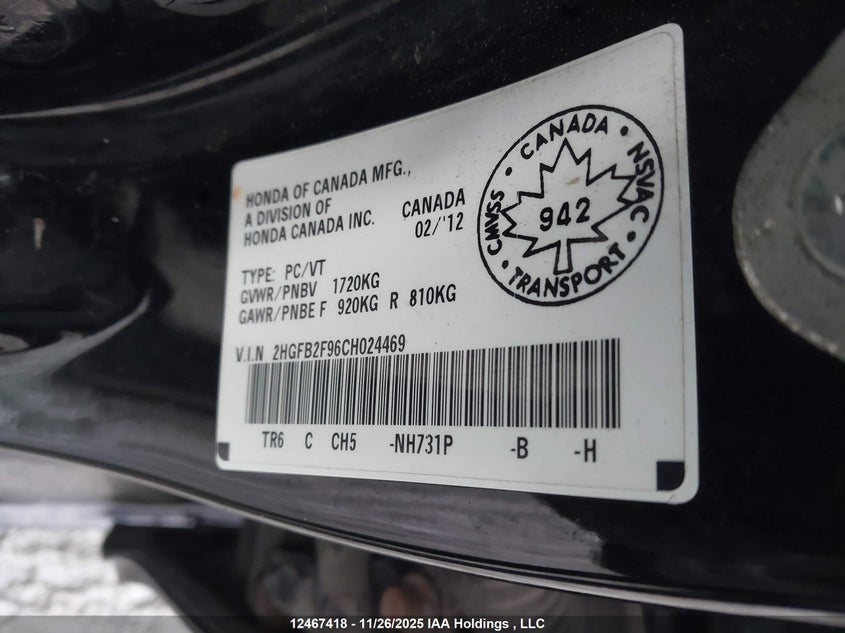 HONDA OF CANADA MFG.,
A DIVISION OF
HONDA CANADA INC.
CANADA
02/'12
TYPE: PC/VT
GVWR/PNBV 1720KG
GAWR/PNBE F 920KG R 810KG
V.I.N 2HGFB2F96CH024469
TR6 C CH5 -NH731P -B -H
CANADA • NSVAC • TRANSPORT • CMVSS •
942
12467418 - 11/26/2025 IAA Holdings , LLC